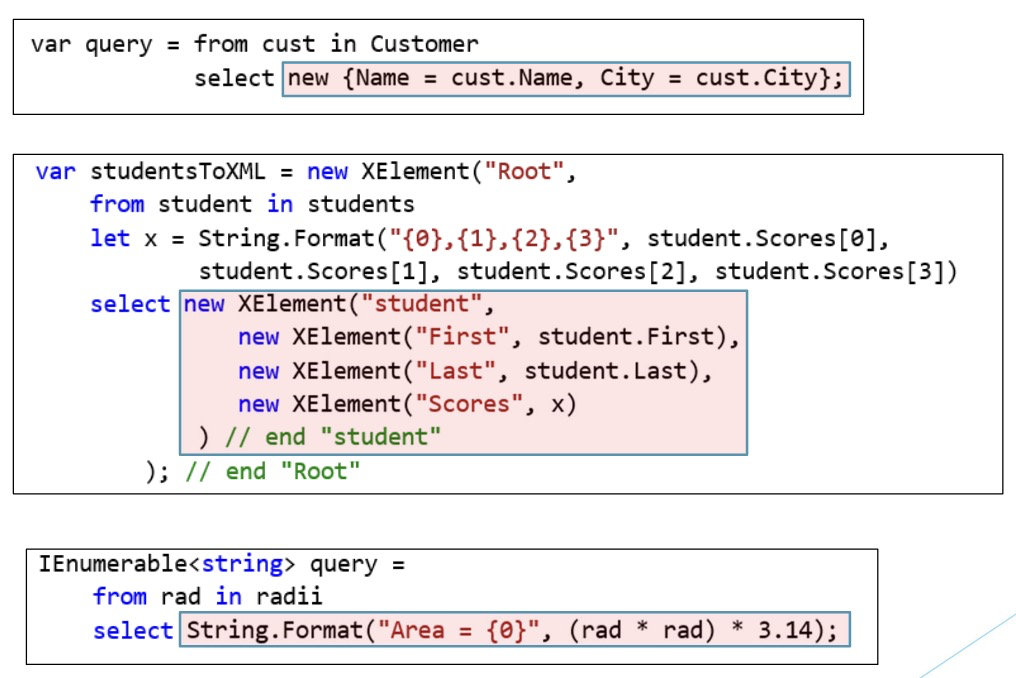 var query = from cust in Customer
select new {Name = cust.Name, City = cust.City};
var studentsToXML = new XElement("Root",
from student in students
let x = String.Format("{0},{1},{2},{3}", student.Scores[0],
student.Scores[1], student.Scores[2], student.Scores[3])
select new XElement("student",
new XElement("First", student.First),
new XElement("Last", student.Last),
new XElement("Scores", x)
) // end "student"
); // end "Root"
IEnumerable<string> query =
from rad in radii
select String.Format("Area = {0}", (rad * rad) * 3.14);